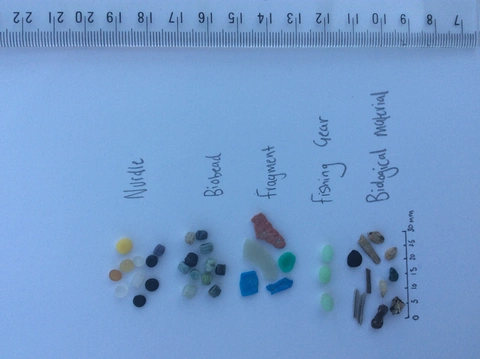 22 21 20 19 18 17 16 15 14 13 12 11 10 9 8 7
Nurdle
Biobead
Fragment
Fishing Gear
Biological material
0 5 10 15 20 25 30 mm